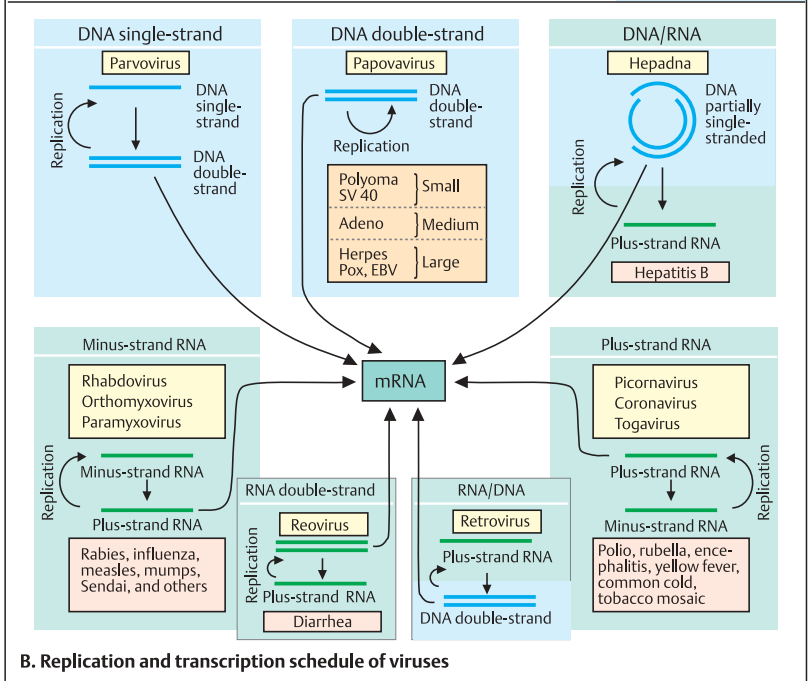 DNA single-strand
Parvovirus
DNA
single-
strand
Replication
DNA
double-
strand
DNA double-strand
Papovavirus
DNA
double-
strand
Replication
Polyoma
SV 40
Small
Adeno
Medium
Herpes
Pox, EBV
Large
DNA/RNA
Hepadna
DNA
partially
single-
stranded
Replication
Plus-strand RNA
Hepatitis B
Minus-strand RNA
Rhabdovirus
Orthomyxovirus
Paramyxovirus
Replication
Minus-strand RNA
Plus-strand RNA
Rabies, influenza,
measles, mumps,
Sendai, and others
mRNA
RNA double-strand
Reovirus
Replication
Plus-strand RNA
Diarrhea
RNA/DNA
Retrovirus
Plus-strand RNA
DNA double-strand
Plus-strand RNA
Picornavirus
Coronavirus
Togavirus
Plus-strand RNA
Replication
Minus-strand RNA
Polio, rubella, ence-
phalitis, yellow fever,
common cold,
tobacco mosaic
B. Replication and transcription schedule of viruses